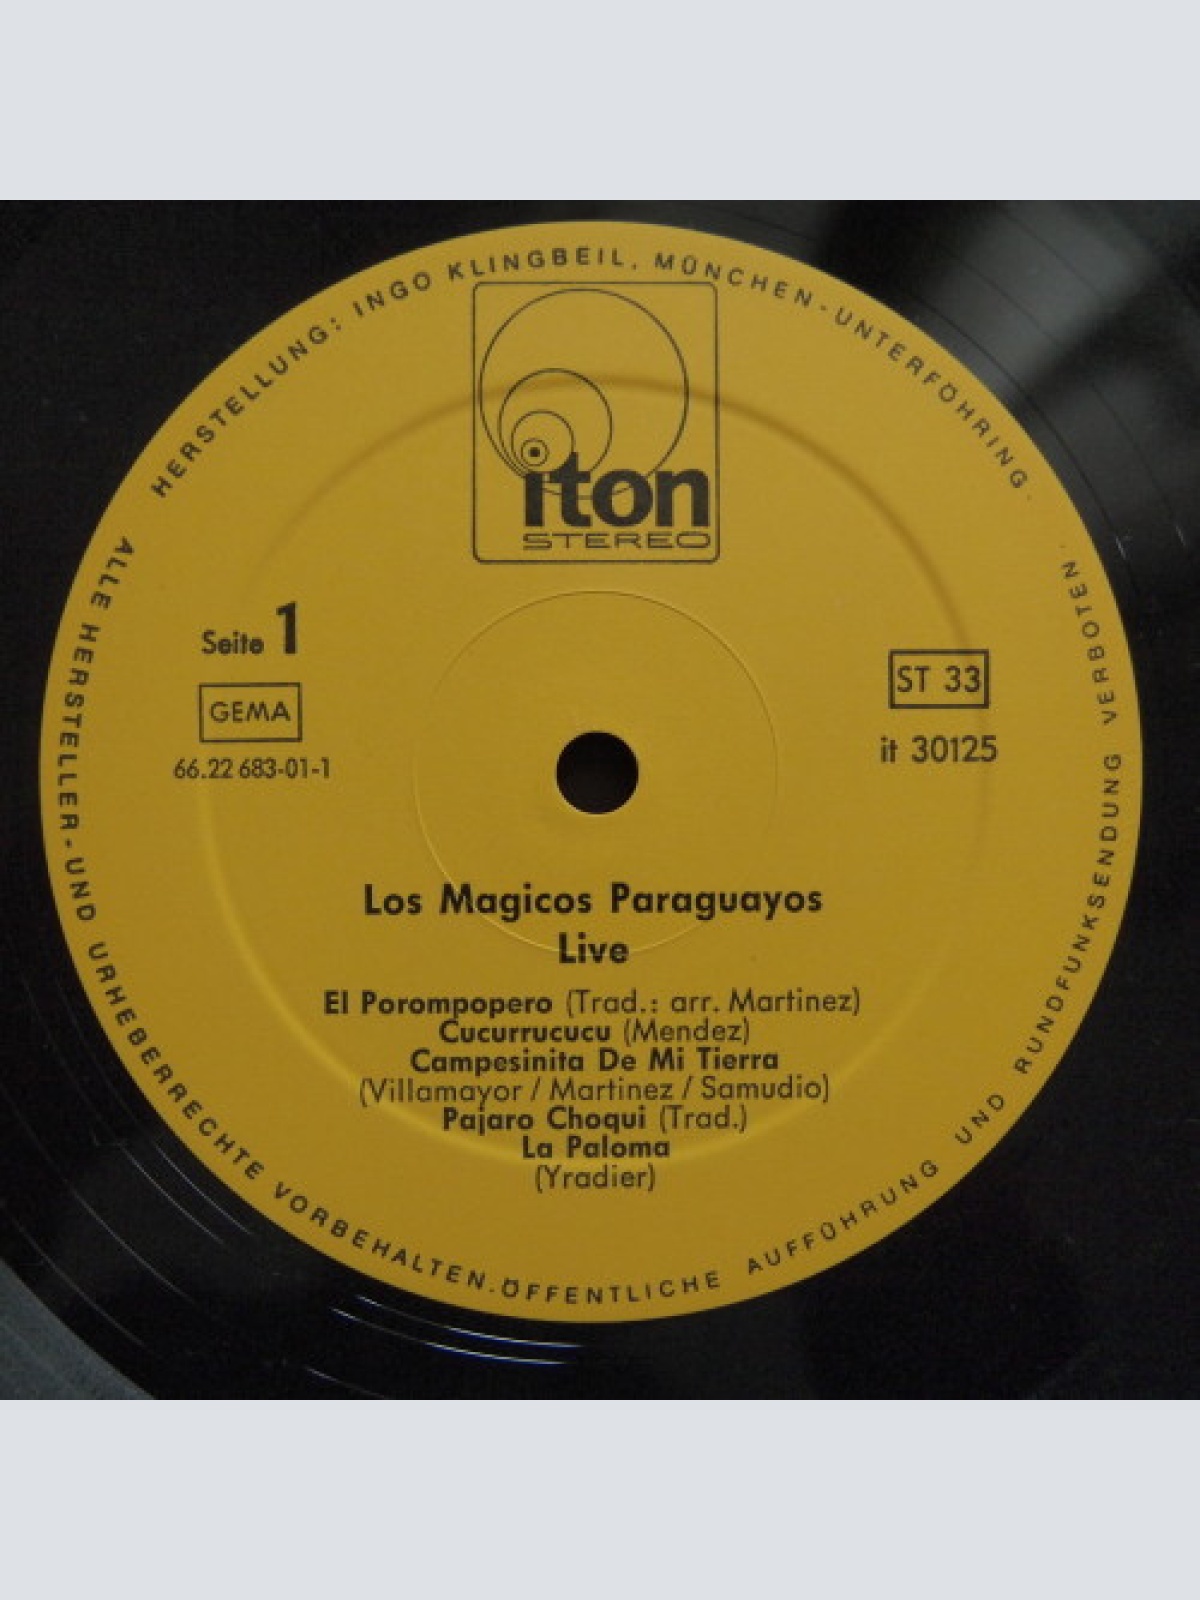 HERSTELLUNG: INGO KLINGBEIL, MÜNCHEN-UNTERFÖHRING.
iton
STEREO
Seite 1
GEMA
66.22 683-01-1
ST 33
it 30125
Los Magicos Paraguayos
Live
El Porompopero (Trad.: arr. Martinez)
Cucurrucucu (Mendez)
Campesinita De Mi Tierra
(Villamayor / Martinez / Samudio)
Pajaro Choqui (Trad.)
La Paloma
(Yradier)
ALLE HERSTELLER-UND URHEBERRECHTE VORBEHALTEN. ÖFFENTLICHE AUFFÜHRUNG UND RUNDFUNKSENDUNG VERBOTEN.